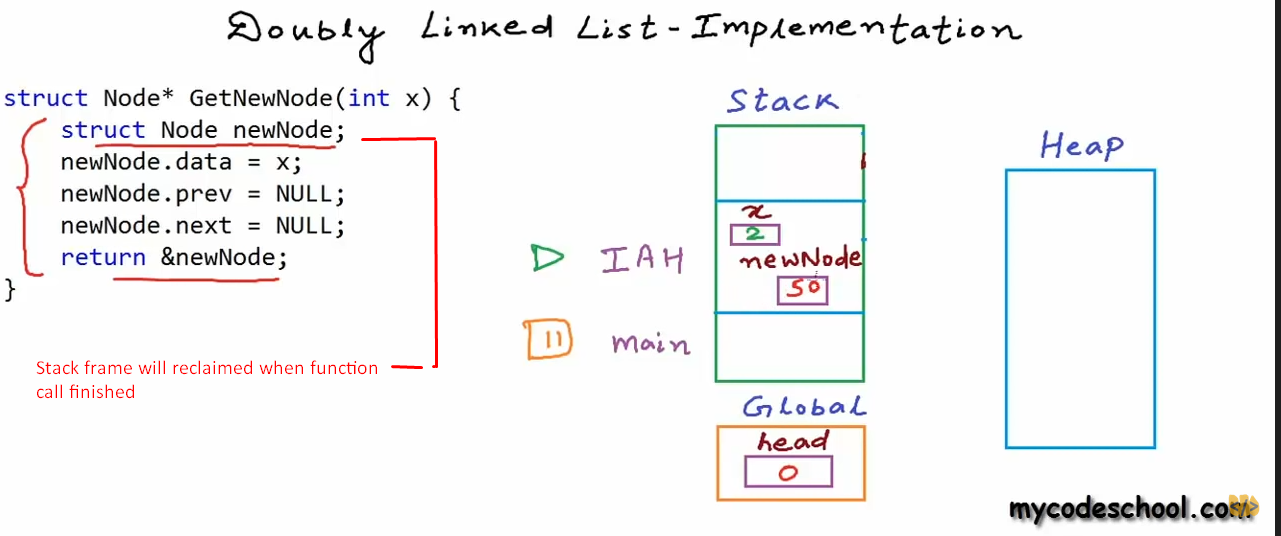 Doubly Linked List - Implementation
struct Node* GetNewNode(int x) {
struct Node newNode;
newNode.data = x;
newNode.prev = NULL;
newNode.next = NULL;
return &newNode;
}
Stack frame will reclaimed when function
call finished
Stack
x
2
IAH
newNode
50
main
Global
head
0
Heap
mycodeschool.com